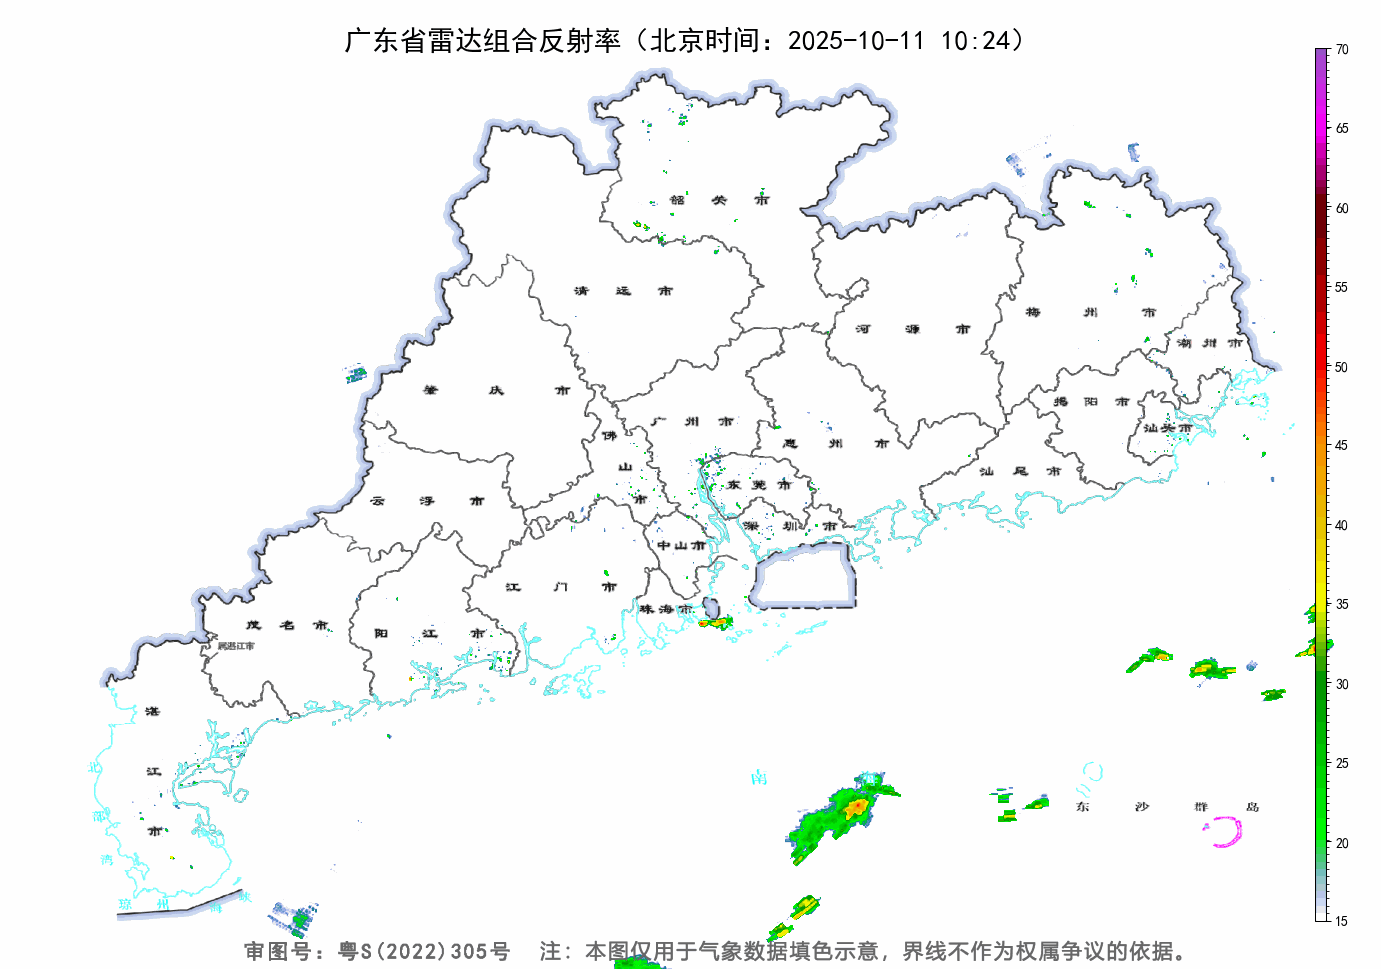 广东省雷达组合反射率（北京时间：2025-10-11 10:24）
70
65
60
55
50
45
40
35
30
25
20
15
韶关市
清远市
河源市
梅州市
潮州市
肇庆市
广州市
佛山市
惠州市
揭阳市
汕头市
汕尾市
云浮市
东莞市
深圳市
中山市
江门市
珠海市
茂名市
阳江市
属湛江市
湛江市
北部湾
琼州海峡
南
东沙群岛
审图号：粤S(2022)305号 注：本图仅用于气象数据填色示意，界线不作为权属争议的依据。